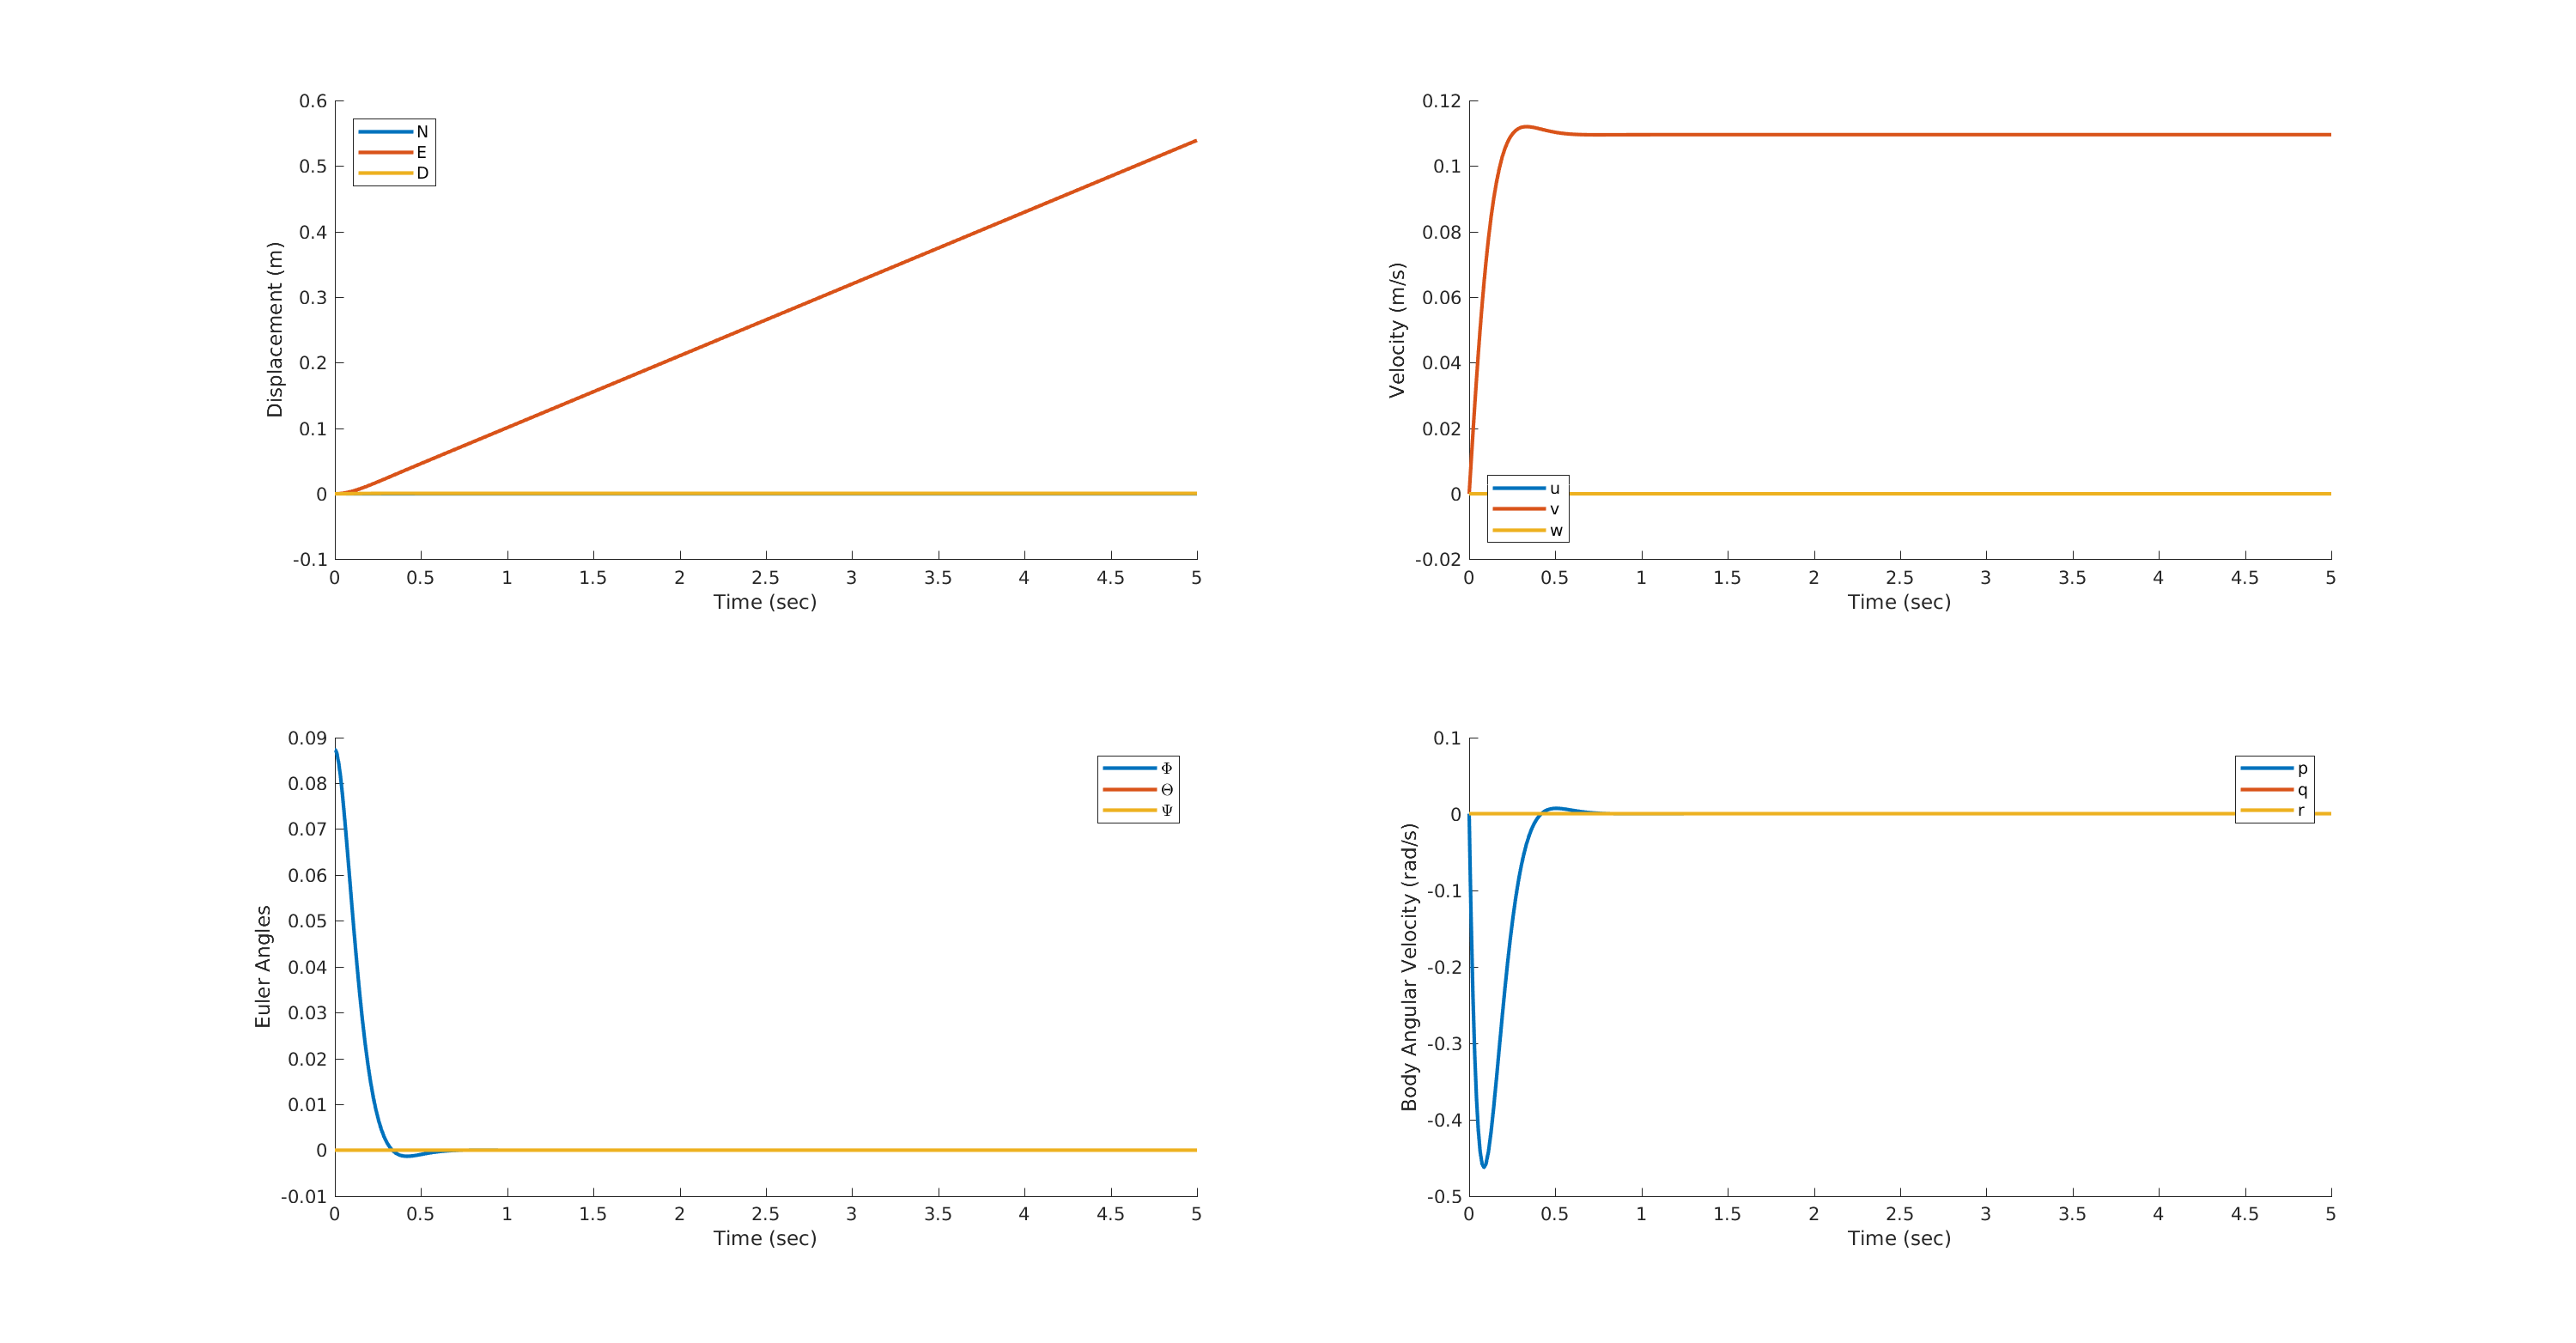 0.6
0.5
0.4
0.3
0.2
0.1
0
-0.1
Displacement (m)
N
E
D
0 0.5 1 1.5 2 2.5 3 3.5 4 4.5 5
Time (sec)
0.12
0.1
0.08
0.06
0.04
0.02
0
-0.02
Velocity (m/s)
u
v
w
0 0.5 1 1.5 2 2.5 3 3.5 4 4.5 5
Time (sec)
0.09
0.08
0.07
0.06
0.05
0.04
0.03
0.02
0.01
0
-0.01
Euler Angles
Φ
Θ
Ψ
0 0.5 1 1.5 2 2.5 3 3.5 4 4.5 5
Time (sec)
0.1
0
-0.1
-0.2
-0.3
-0.4
-0.5
Body Angular Velocity (rad/s)
p
q
r
0 0.5 1 1.5 2 2.5 3 3.5 4 4.5 5
Time (sec)